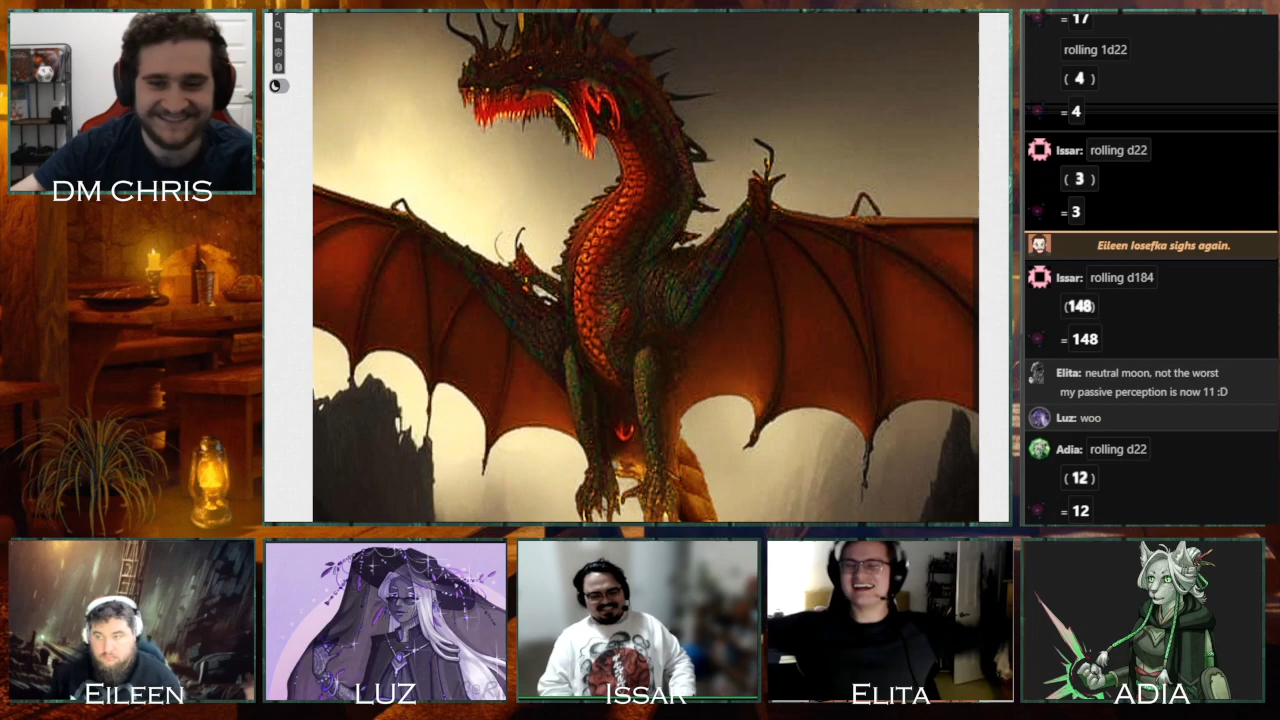 DM CHRIS
= 17
rolling 1d22
( 4 )
= 4
Issar: rolling d22
( 3 )
= 3
Eileen Iosefka sighs again.
Issar: rolling d184
(148)
= 148
Elita: neutral moon, not the worst
my passive perception is now 11 :D
Luz: woo
Adia: rolling d22
( 12 )
= 12
EILEEN
LUZ
ISSAR
ELITA
ADIA